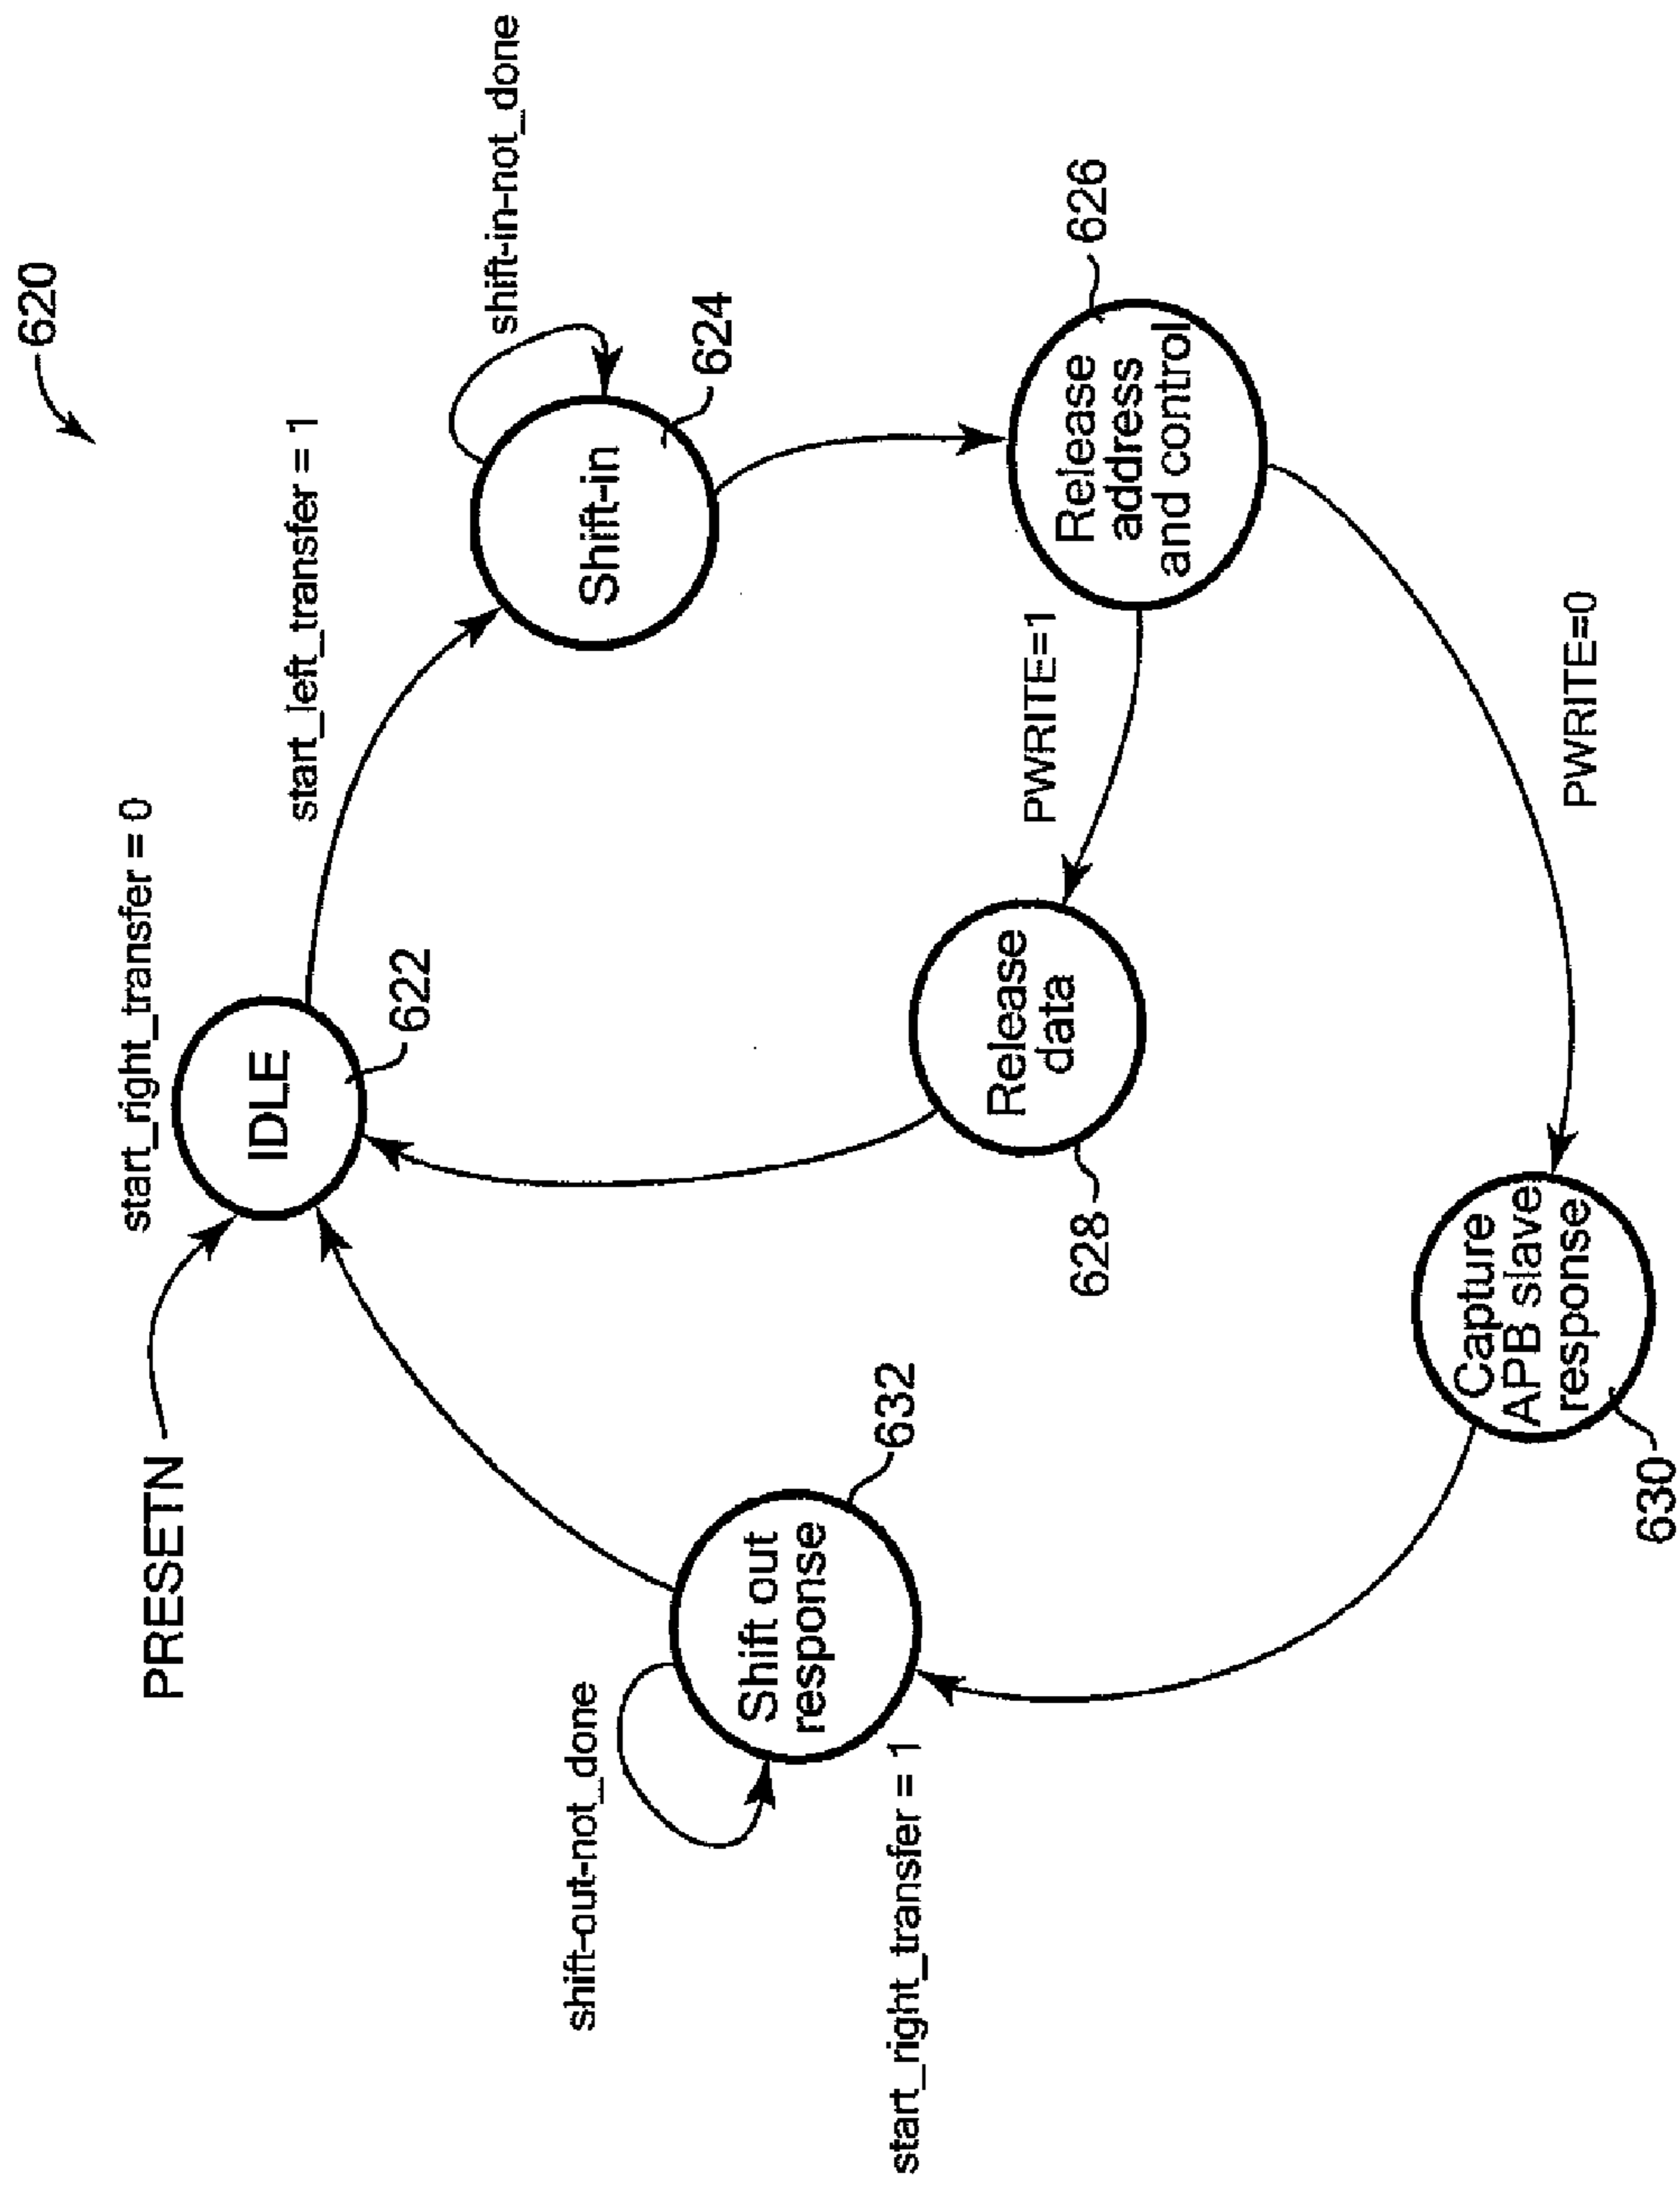 620
start_right_transfer = 0
PRESETN
IDLE
622
start_left_transfer = 1
shift-in-not_done
Shift-in
624
shift-out-not_done
Shift out
response
632
start_right_transfer = 1
Release
data
628
PWRITE=1
Release
address
and control
626
Capture
APB slave
response
630
PWRITE=0